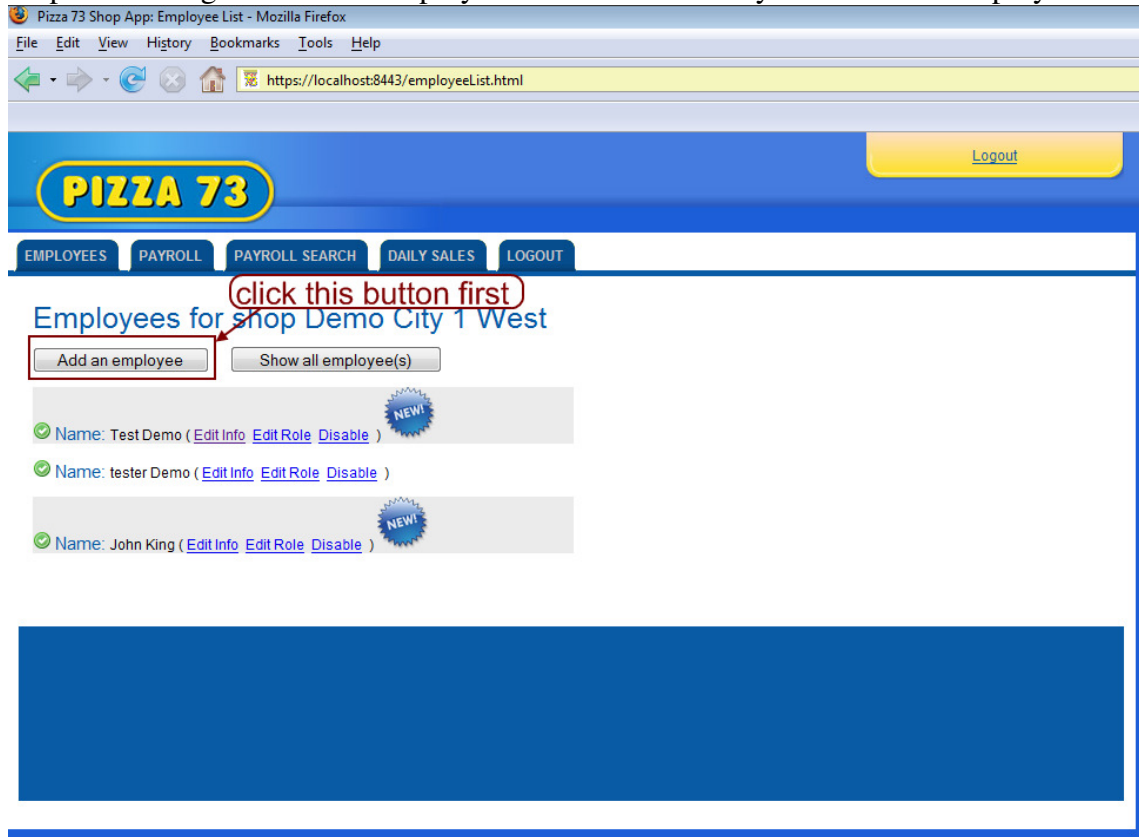 Pizza 73 Shop App: Employee List - Mozilla Firefox
File Edit View History Bookmarks Tools Help
https://localhost:8443/employeeList.html
Logout
PIZZA 73
EMPLOYEES PAYROLL PAYROLL SEARCH DAILY SALES LOGOUT
click this button first
Employees for shop Demo City 1 West
Add an employee Show all employee(s)
NEW!
Name: Test Demo ( Edit Info Edit Role Disable )
Name: tester Demo ( Edit Info Edit Role Disable )
NEW!
Name: John King ( Edit Info Edit Role Disable )